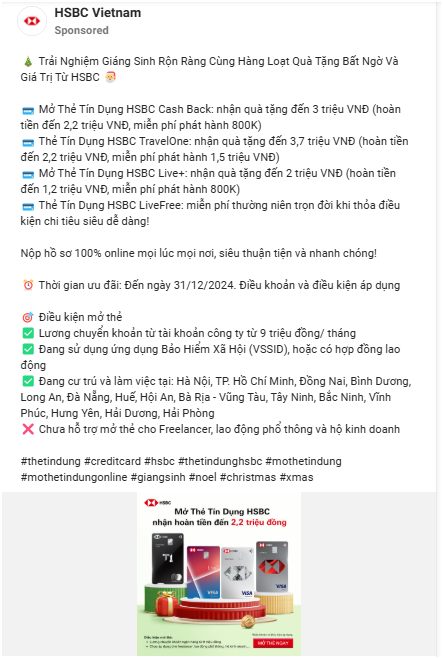 HSBC Vietnam
Sponsored
🎄 Trải Nghiệm Giáng Sinh Rộn Ràng Cùng Hàng Loạt Quà Tặng Bất Ngờ Và
Giá Trị Từ HSBC 🎅
💳 Mở Thẻ Tín Dụng HSBC Cash Back: nhận quà tặng đến 3 triệu VNĐ (hoàn
tiền đến 2,2 triệu VNĐ, miễn phí phát hành 800K)
💳 Thẻ Tín Dụng HSBC TravelOne: nhận quà tặng đến 3,7 triệu VNĐ (hoàn tiền
đến 2,2 triệu VNĐ, miễn phí phát hành 1,5 triệu VNĐ)
💳 Mở Thẻ Tín Dụng HSBC Live+: nhận quà tặng đến 2 triệu VNĐ (hoàn tiền
đến 1,2 triệu VNĐ, miễn phí phát hành 800K)
💳 Thẻ Tín Dụng HSBC LiveFree: miễn phí thường niên trọn đời khi thỏa điều
kiện chi tiêu siêu dễ dàng!
Nộp hồ sơ 100% online mọi lúc mọi nơi, siêu thuận tiện và nhanh chóng!
⏰ Thời gian ưu đãi: Đến ngày 31/12/2024. Điều khoản và điều kiện áp dụng
🎯 Điều kiện mở thẻ
✅ Lương chuyển khoản từ tài khoản công ty từ 9 triệu đồng/ tháng
✅ Đang sử dụng ứng dụng Bảo Hiểm Xã Hội (VSSID), hoặc có hợp đồng lao
động
✅ Đang cư trú và làm việc tại: Hà Nội, TP. Hồ Chí Minh, Đồng Nai, Bình Dương,
Long An, Đà Nẵng, Huế, Hội An, Bà Rịa - Vũng Tàu, Tây Ninh, Bắc Ninh, Vĩnh
Phúc, Hưng Yên, Hải Dương, Hải Phòng
❌ Chưa hỗ trợ mở thẻ cho Freelancer, lao động phổ thông và hộ kinh doanh
#thetindung #creditcard #hsbc #thetindunghsbc #mothetindung
#mothetindungonline #giangsinh #noel #christmas #xmas
HSBC
Mở Thẻ Tín Dụng HSBC
nhận hoàn tiền đến 2,2 triệu đồng
T1
VISA
VISA
MỞ THẺ NGAY